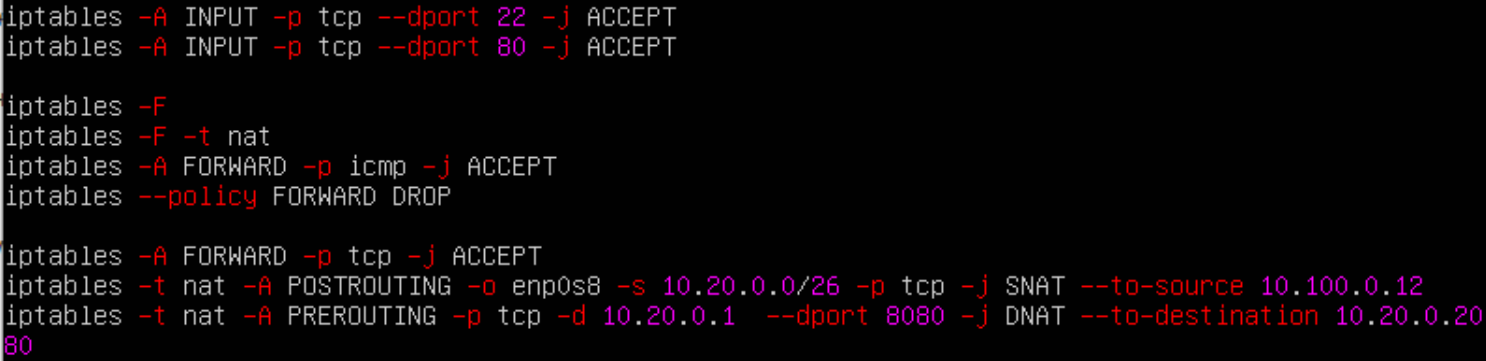 iptables -A INPUT -p tcp --dport 22 -j ACCEPT
iptables -A INPUT -p tcp --dport 80 -j ACCEPT
iptables -F
iptables -F -t nat
iptables -A FORWARD -p icmp -j ACCEPT
iptables --policy FORWARD DROP
iptables -A FORWARD -p tcp -j ACCEPT
iptables -t nat -A POSTROUTING -o enp0s8 -s 10.20.0.0/26 -p tcp -j SNAT --to-source 10.100.0.12
iptables -t nat -A PREROUTING -p tcp -d 10.20.0.1  --dport 8080 -j DNAT --to-destination 10.20.0.20
80